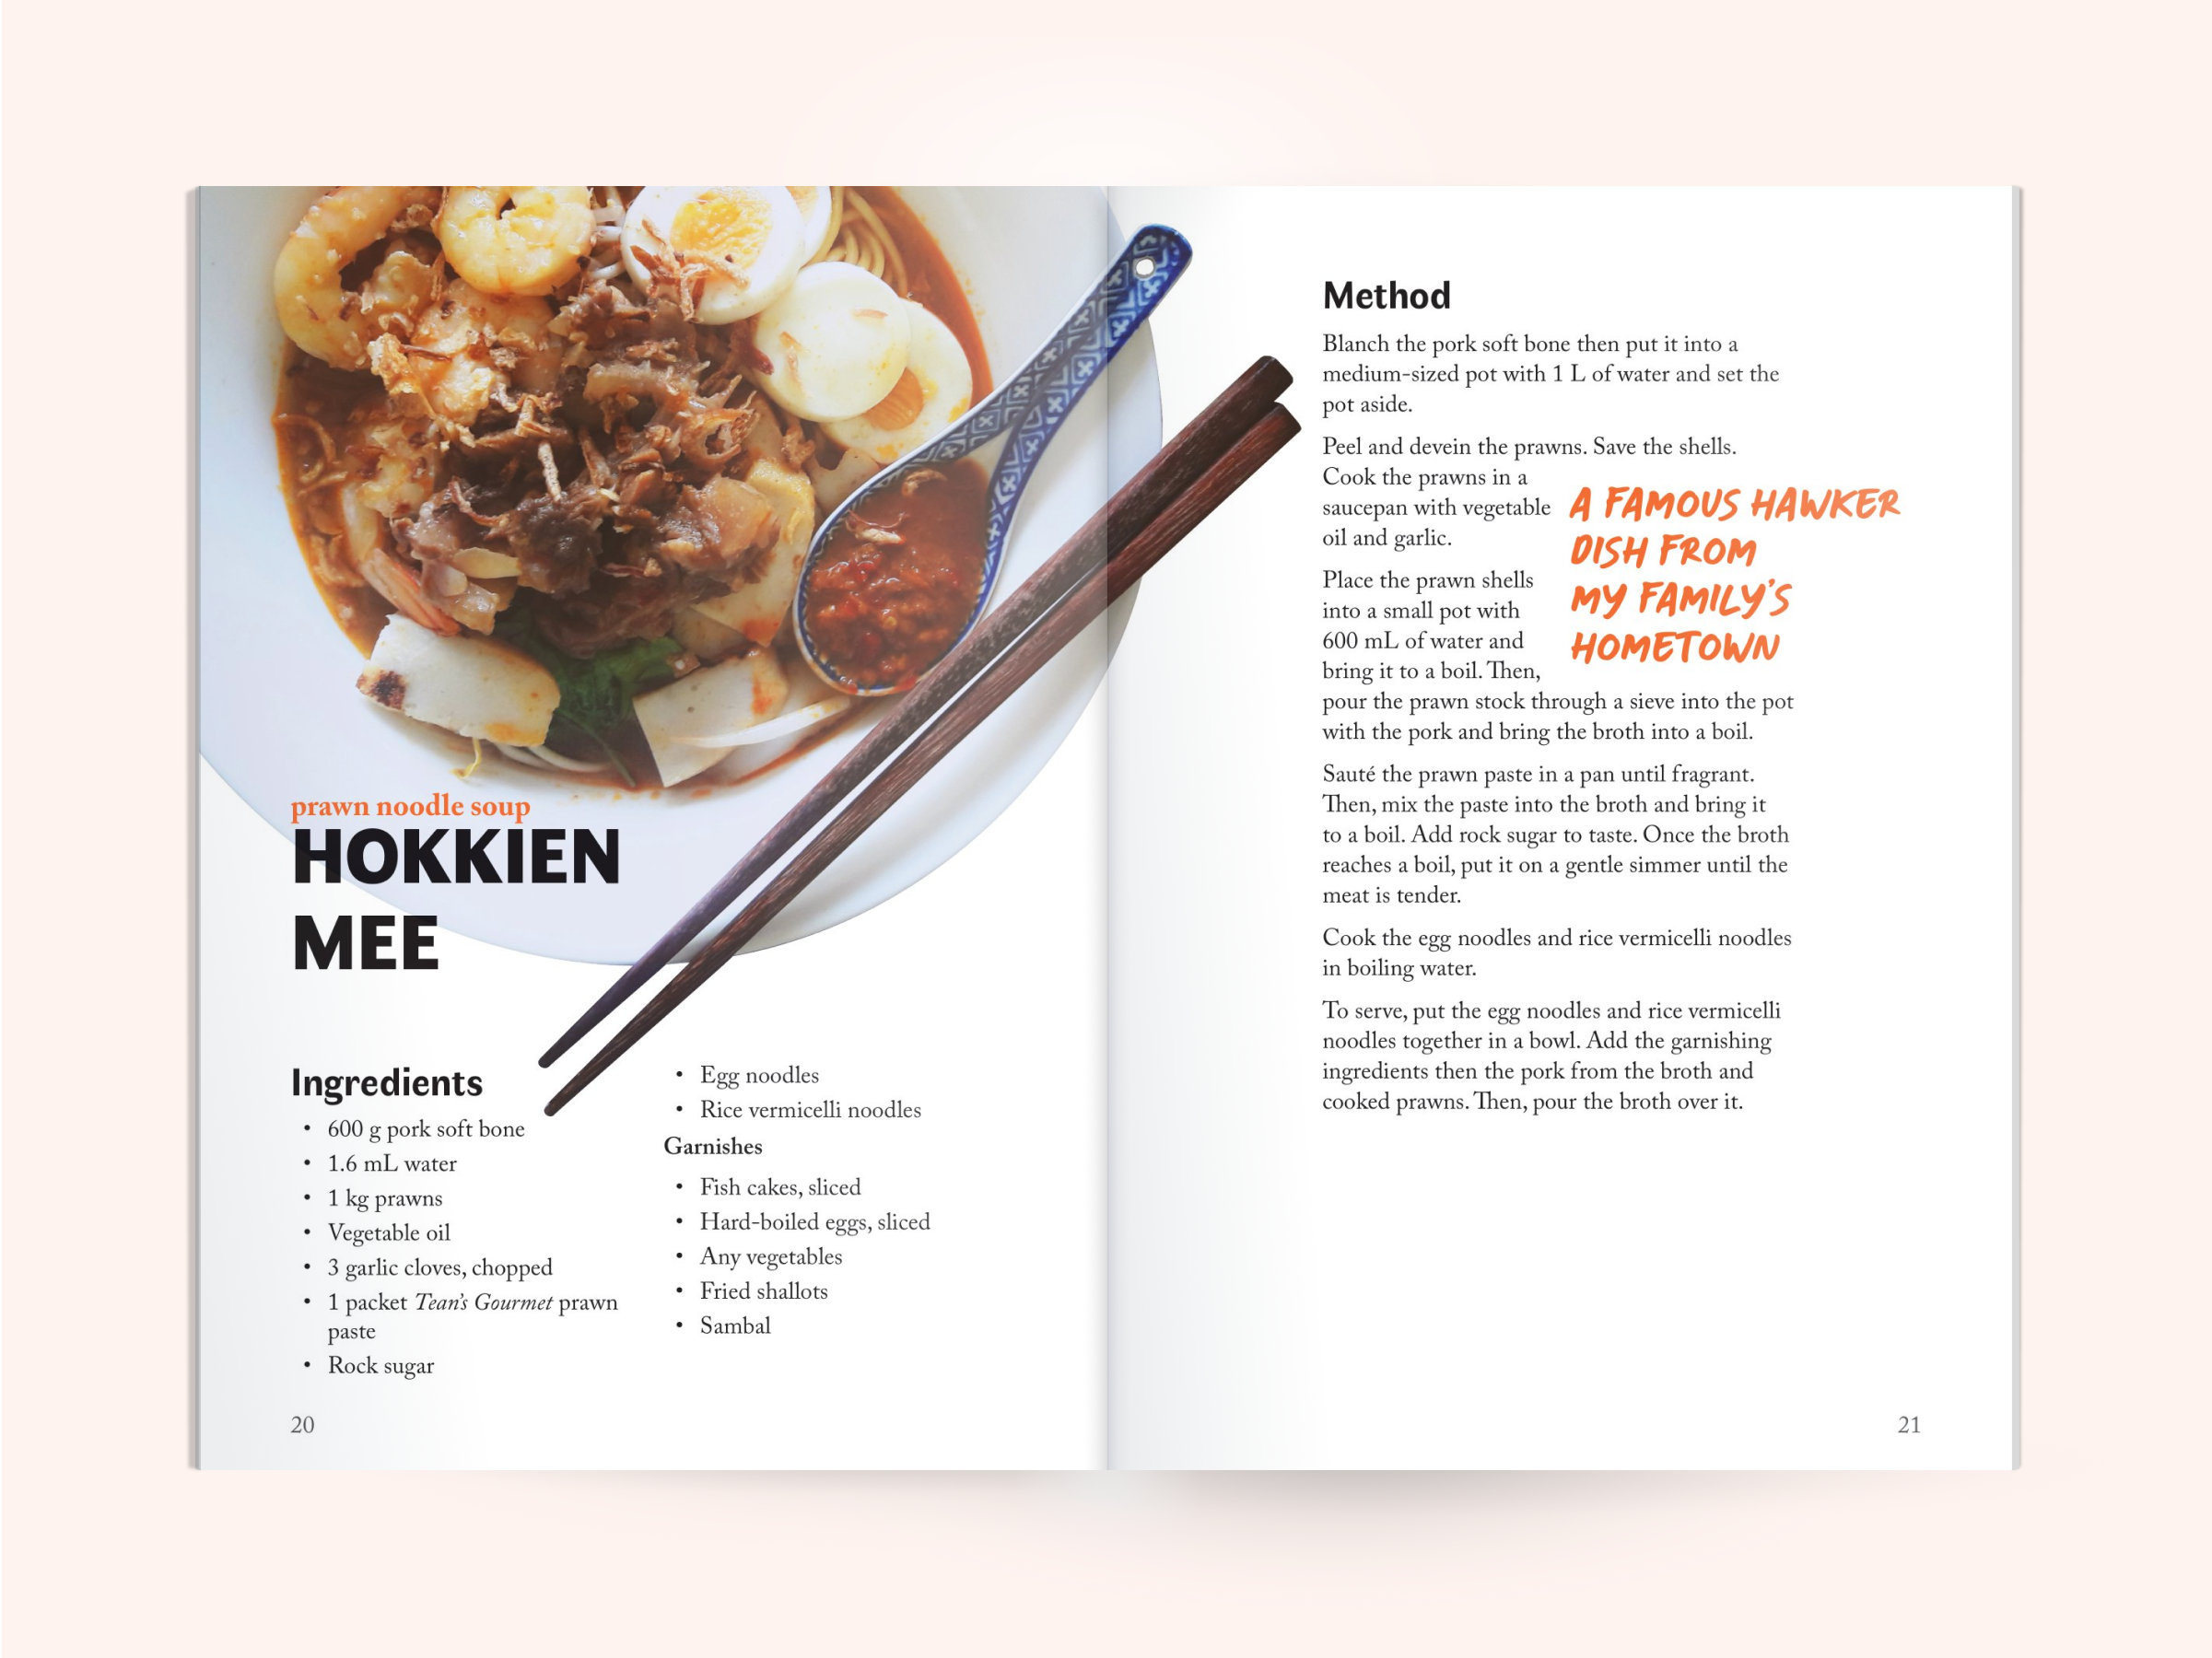 prawn noodle soup
HOKKIEN
MEE
Ingredients
• 600 g pork soft bone
• 1.6 mL water
• 1 kg prawns
• Vegetable oil
• 3 garlic cloves, chopped
• 1 packet Tean's Gourmet prawn
paste
• Rock sugar
• Egg noodles
• Rice vermicelli noodles
Garnishes
• Fish cakes, sliced
• Hard-boiled eggs, sliced
• Any vegetables
• Fried shallots
• Sambal
20
Method
Blanch the pork soft bone then put it into a
medium-sized pot with 1 L of water and set the
pot aside.
Peel and devein the prawns. Save the shells.
Cook the prawns in a
saucepan with vegetable
oil and garlic.
Place the prawn shells
into a small pot with
600 mL of water and
bring it to a boil. Then,
pour the prawn stock through a sieve into the pot
with the pork and bring the broth into a boil.
Sauté the prawn paste in a pan until fragrant.
Then, mix the paste into the broth and bring it
to a boil. Add rock sugar to taste. Once the broth
reaches a boil, put it on a gentle simmer until the
meat is tender.
Cook the egg noodles and rice vermicelli noodles
in boiling water.
To serve, put the egg noodles and rice vermicelli
noodles together in a bowl. Add the garnishing
ingredients then the pork from the broth and
cooked prawns. Then, pour the broth over it.
A FAMOUS HAWKER
DISH FROM
MY FAMILY'S
HOMETOWN
21